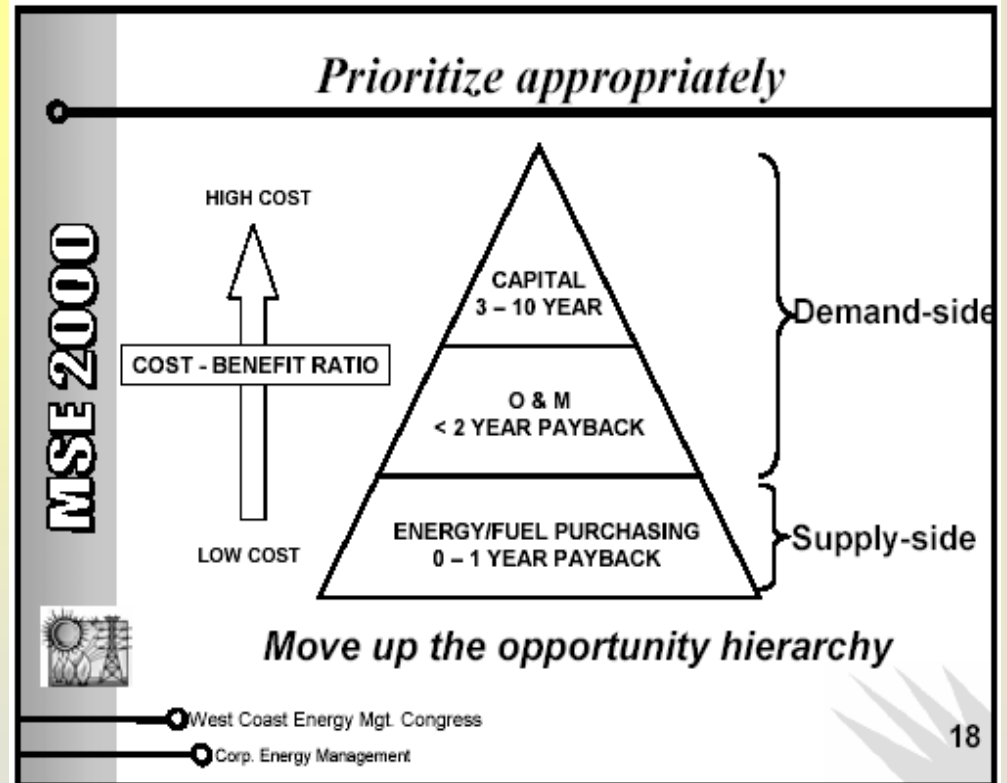 Prioritize appropriately
MSE 2000
HIGH COST
COST - BENEFIT RATIO
LOW COST
CAPITAL
3 – 10 YEAR
O & M
< 2 YEAR PAYBACK
ENERGY/FUEL PURCHASING
0 – 1 YEAR PAYBACK
Demand-side
Supply-side
Move up the opportunity hierarchy
West Coast Energy Mgt. Congress
Corp. Energy Management
18